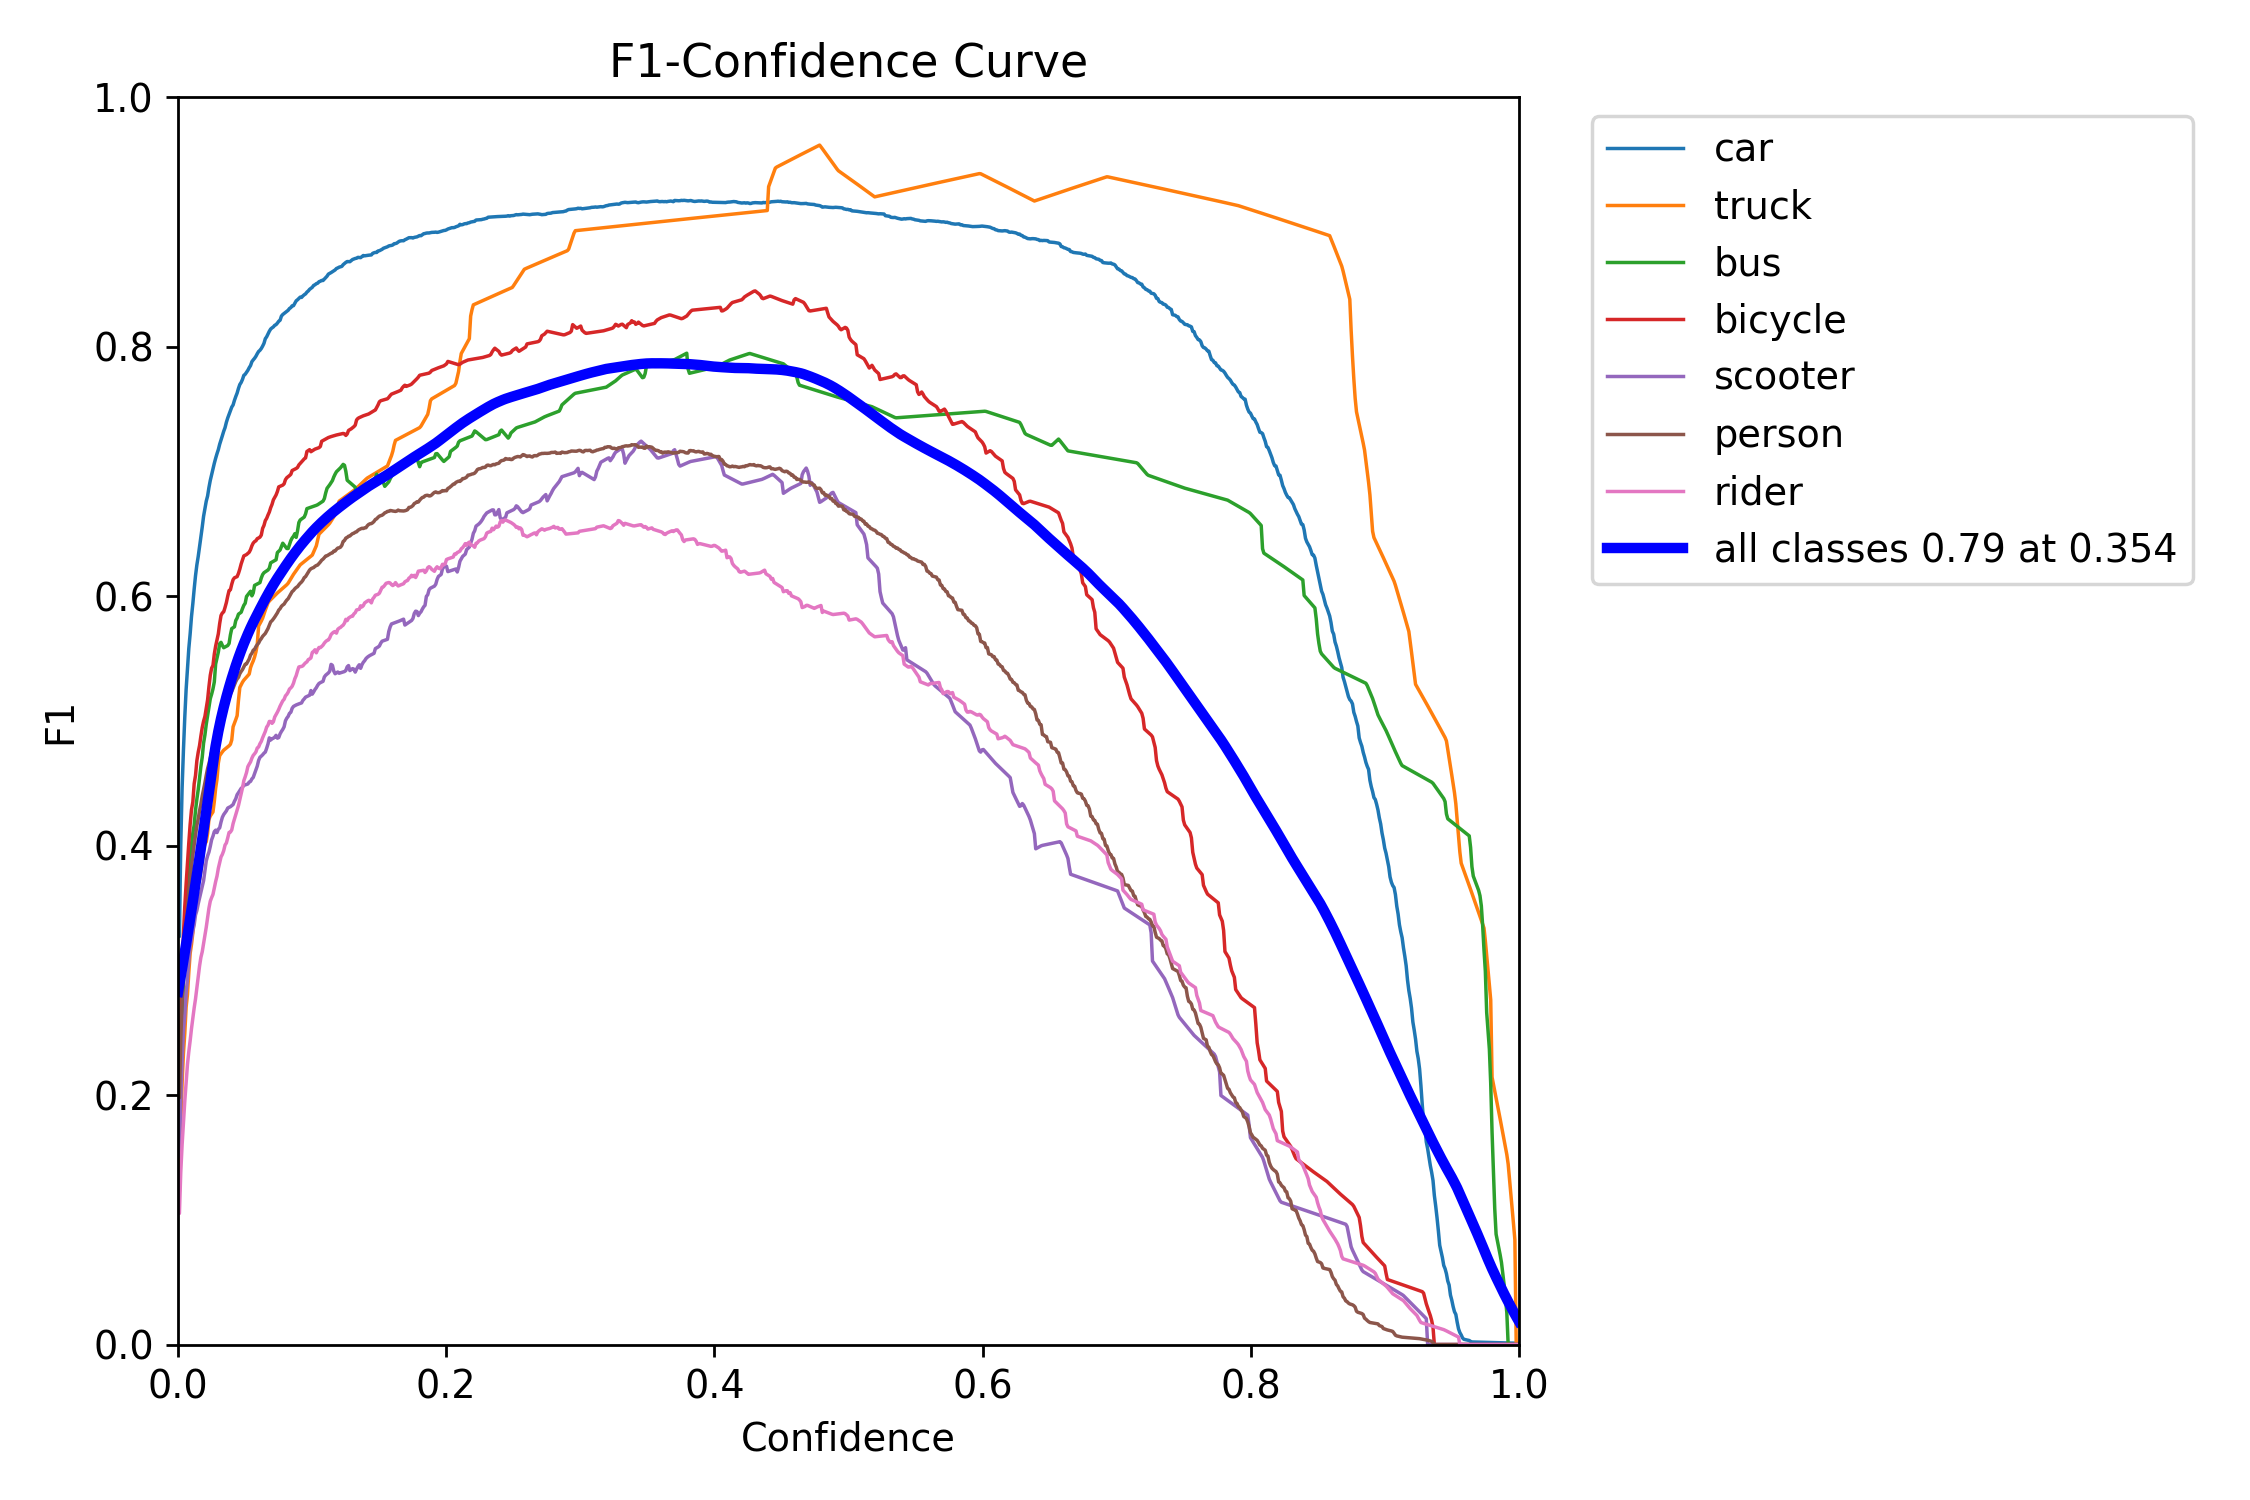 F1-Confidence Curve
1.0
0.8
0.6
0.4
0.2
0.0
F1
0.0 0.2 0.4 0.6 0.8 1.0
Confidence
car
truck
bus
bicycle
scooter
person
rider
all classes 0.79 at 0.354